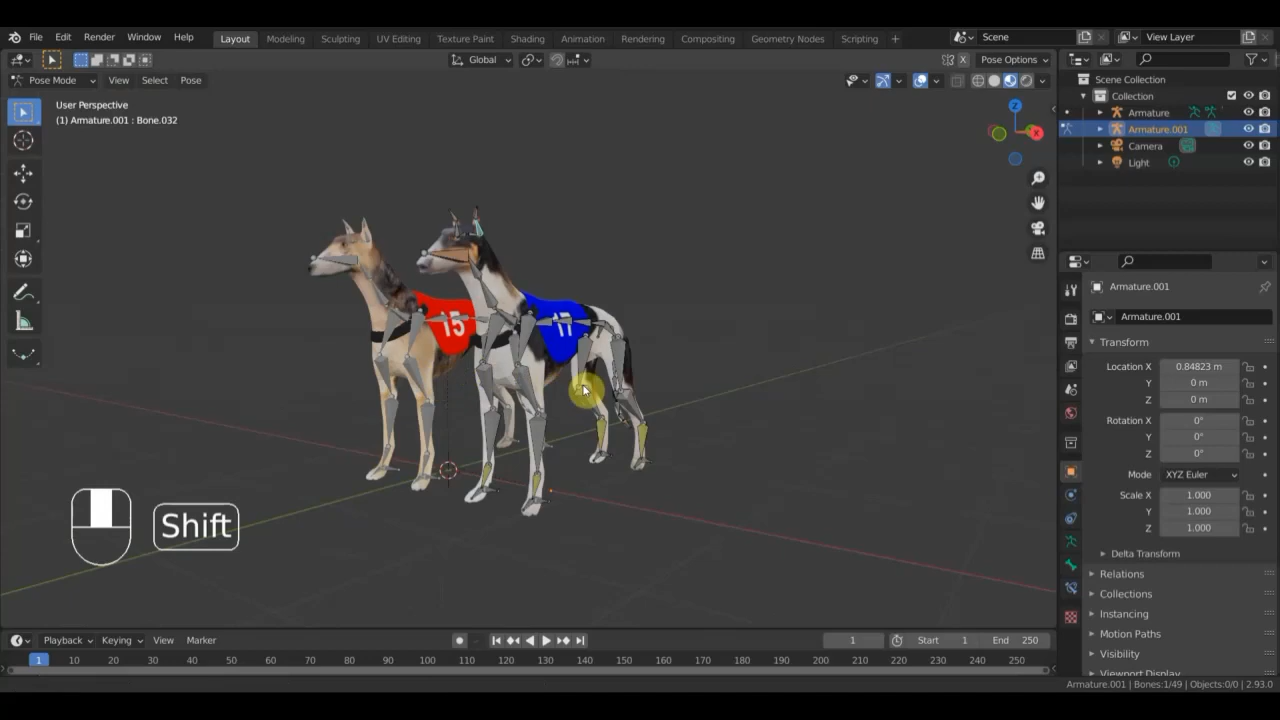 File Edit Render Window Help Layout Modeling Sculpting UV Editing Texture Paint Shading Animation Rendering Compositing Geometry Nodes Scripting + Scene View Layer
Global X Pose Options
Pose Mode View Select Pose
User Perspective
(1) Armature.001 : Bone.032
Z
X
Scene Collection
Collection
Armature
Armature.001
Camera
Light
15
17
Armature.001
Armature.001
Transform
Location X 0.84823 m
Y 0 m
Z 0 m
Rotation X 0°
Y 0°
Z 0°
Mode XYZ Euler
Scale X 1.000
Y 1.000
Z 1.000
Delta Transform
Relations
Collections
Instancing
Motion Paths
Visibility
Viewport Display
Shift
Playback Keying View Marker 1 Start 1 End 250
1 10 20 30 40 50 60 70 80 90 100 110 120 130 140 150 160 170 180 190 200 210 220 230 240 250
Armature.001 | Bones:1/49 | Objects:0/0 | 2.93.0